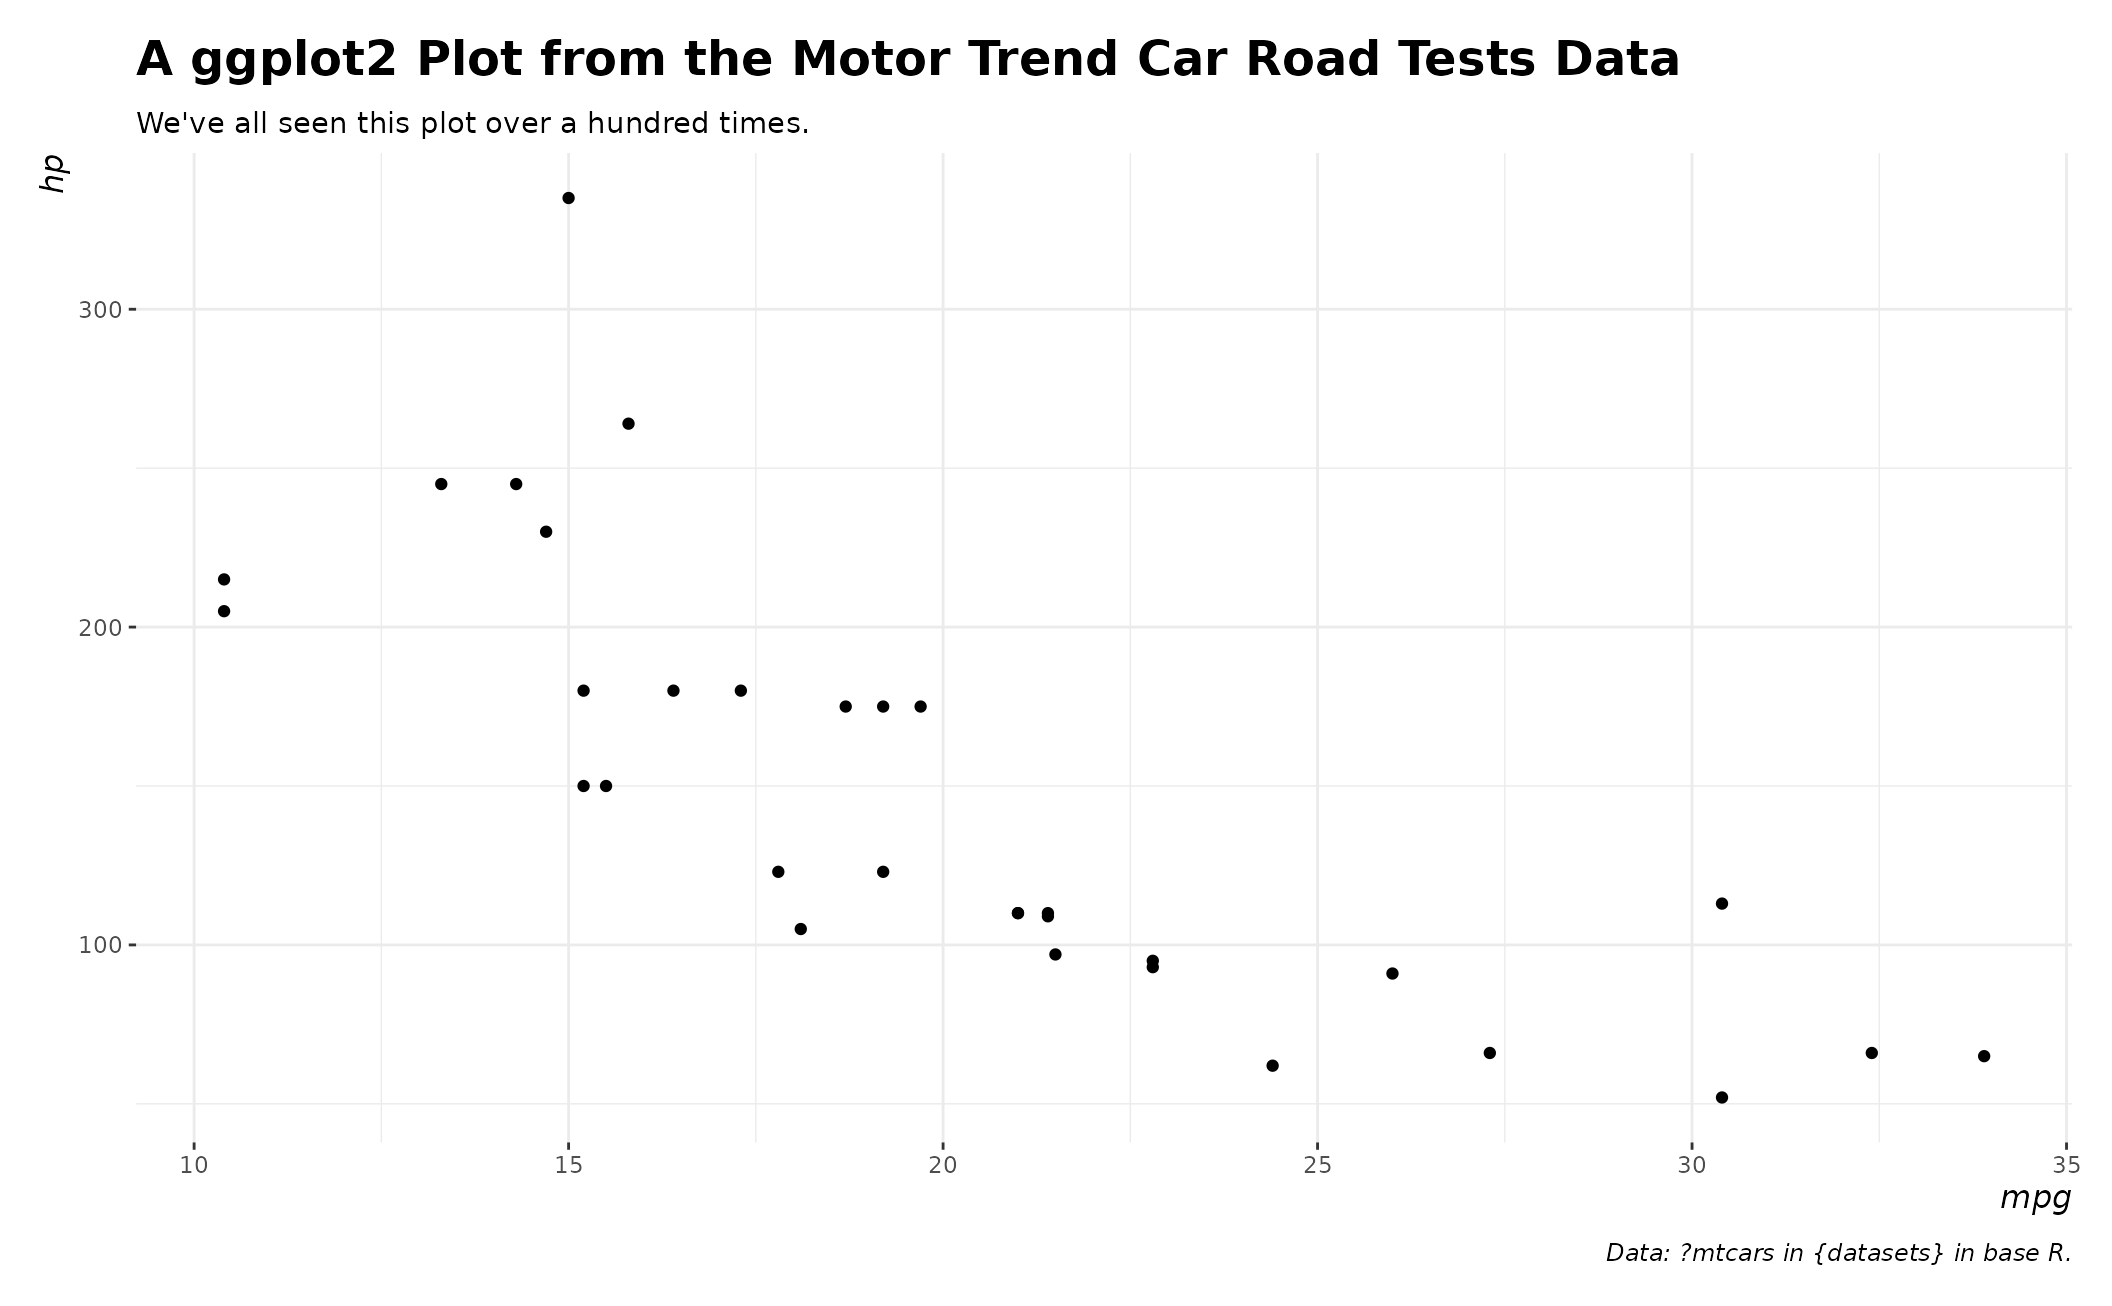 A ggplot2 Plot from the Motor Trend Car Road Tests Data
We've all seen this plot over a hundred times.
hp
300
200
100
10 15 20 25 30 35
mpg
Data: ?mtcars in {datasets} in base R.